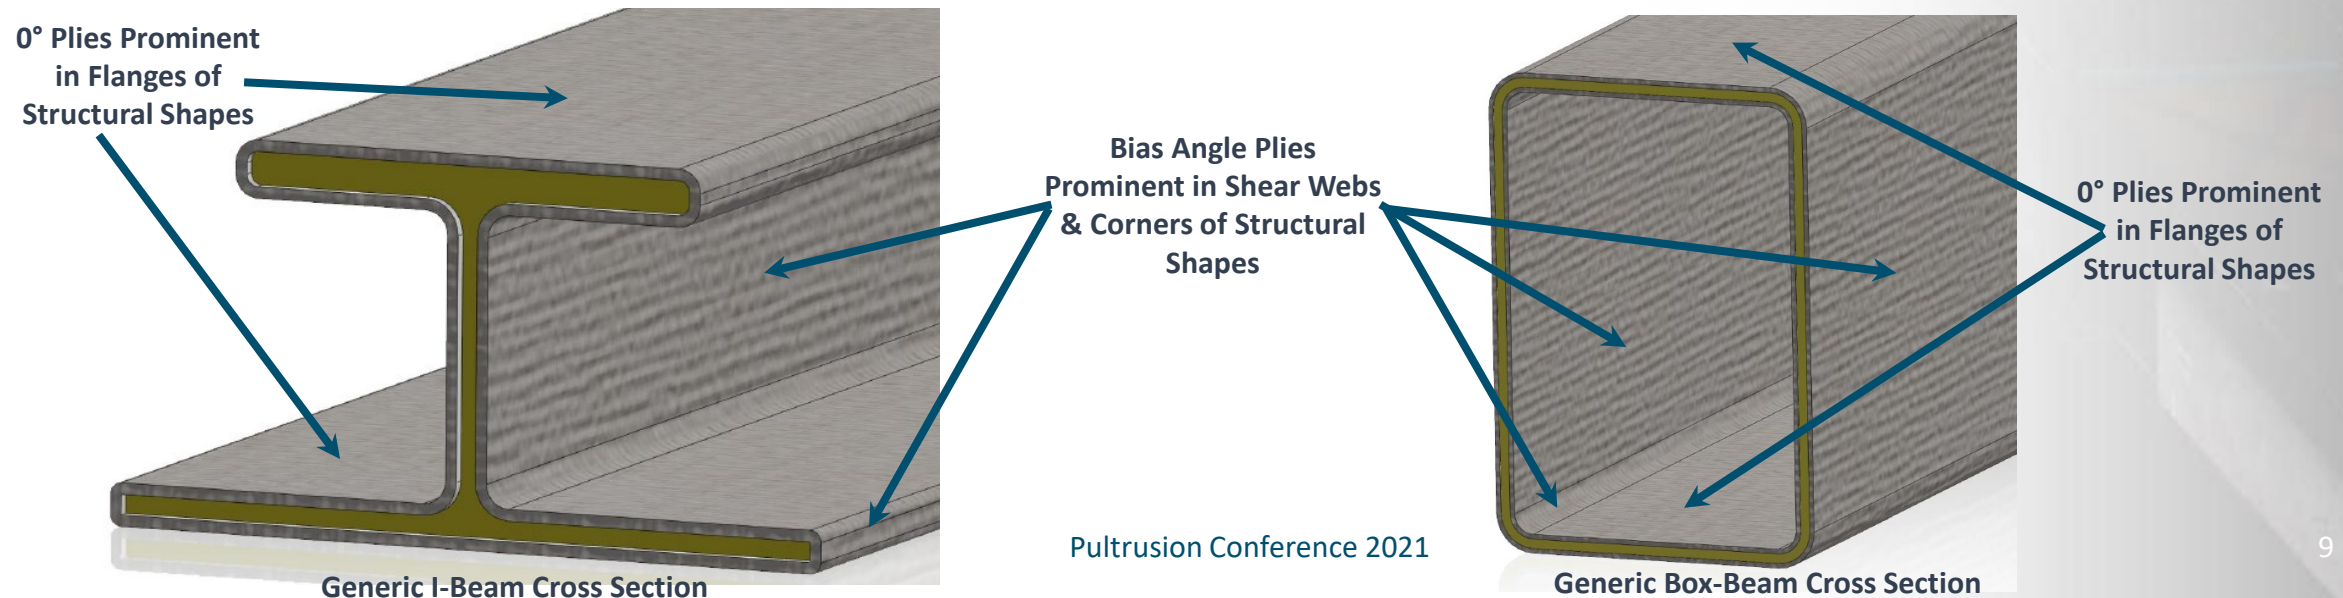 0° Plies Prominent
in Flanges of
Structural Shapes
Bias Angle Plies
Prominent in Shear Webs
& Corners of Structural
Shapes
0° Plies Prominent
in Flanges of
Structural Shapes
Pultrusion Conference 2021
9
Generic I-Beam Cross Section
Generic Box-Beam Cross Section